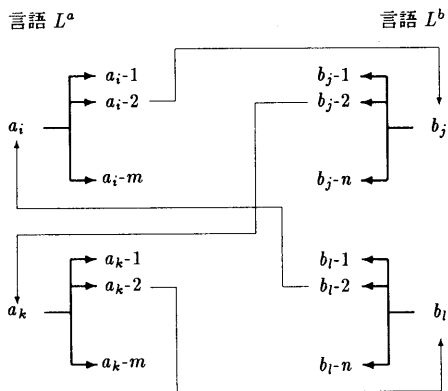 言語 L^a 言語 L^b
a_i-1 b_j-1
a_i-2 b_j-2
a_i b_j
a_i-m b_j-n
a_k-1 b_l-1
a_k-2 b_l-2
a_k b_l
a_k-m b_l-n